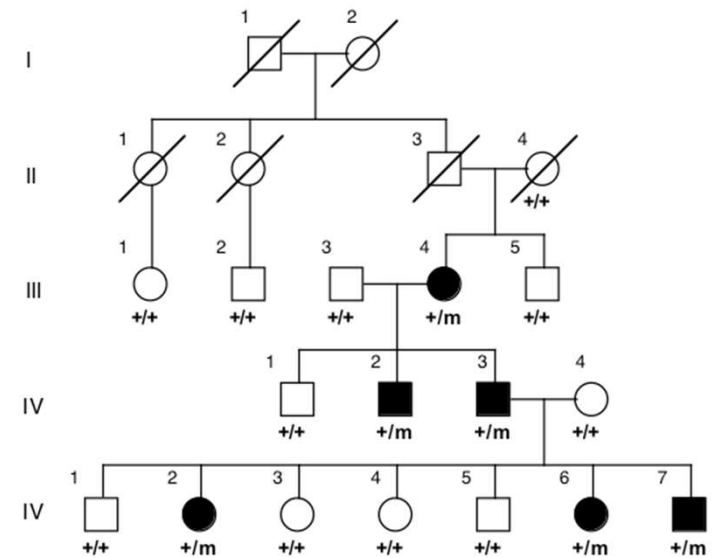 1 2
I
1 2 3 4
II
+/+
1 2 3 4 5
III
+/+ +/+ +/+ +/m +/+
1 2 3 4
IV
+/+ +/m +/m +/+
1 2 3 4 5 6 7
IV
+/+ +/m +/+ +/+ +/+ +/m +/m